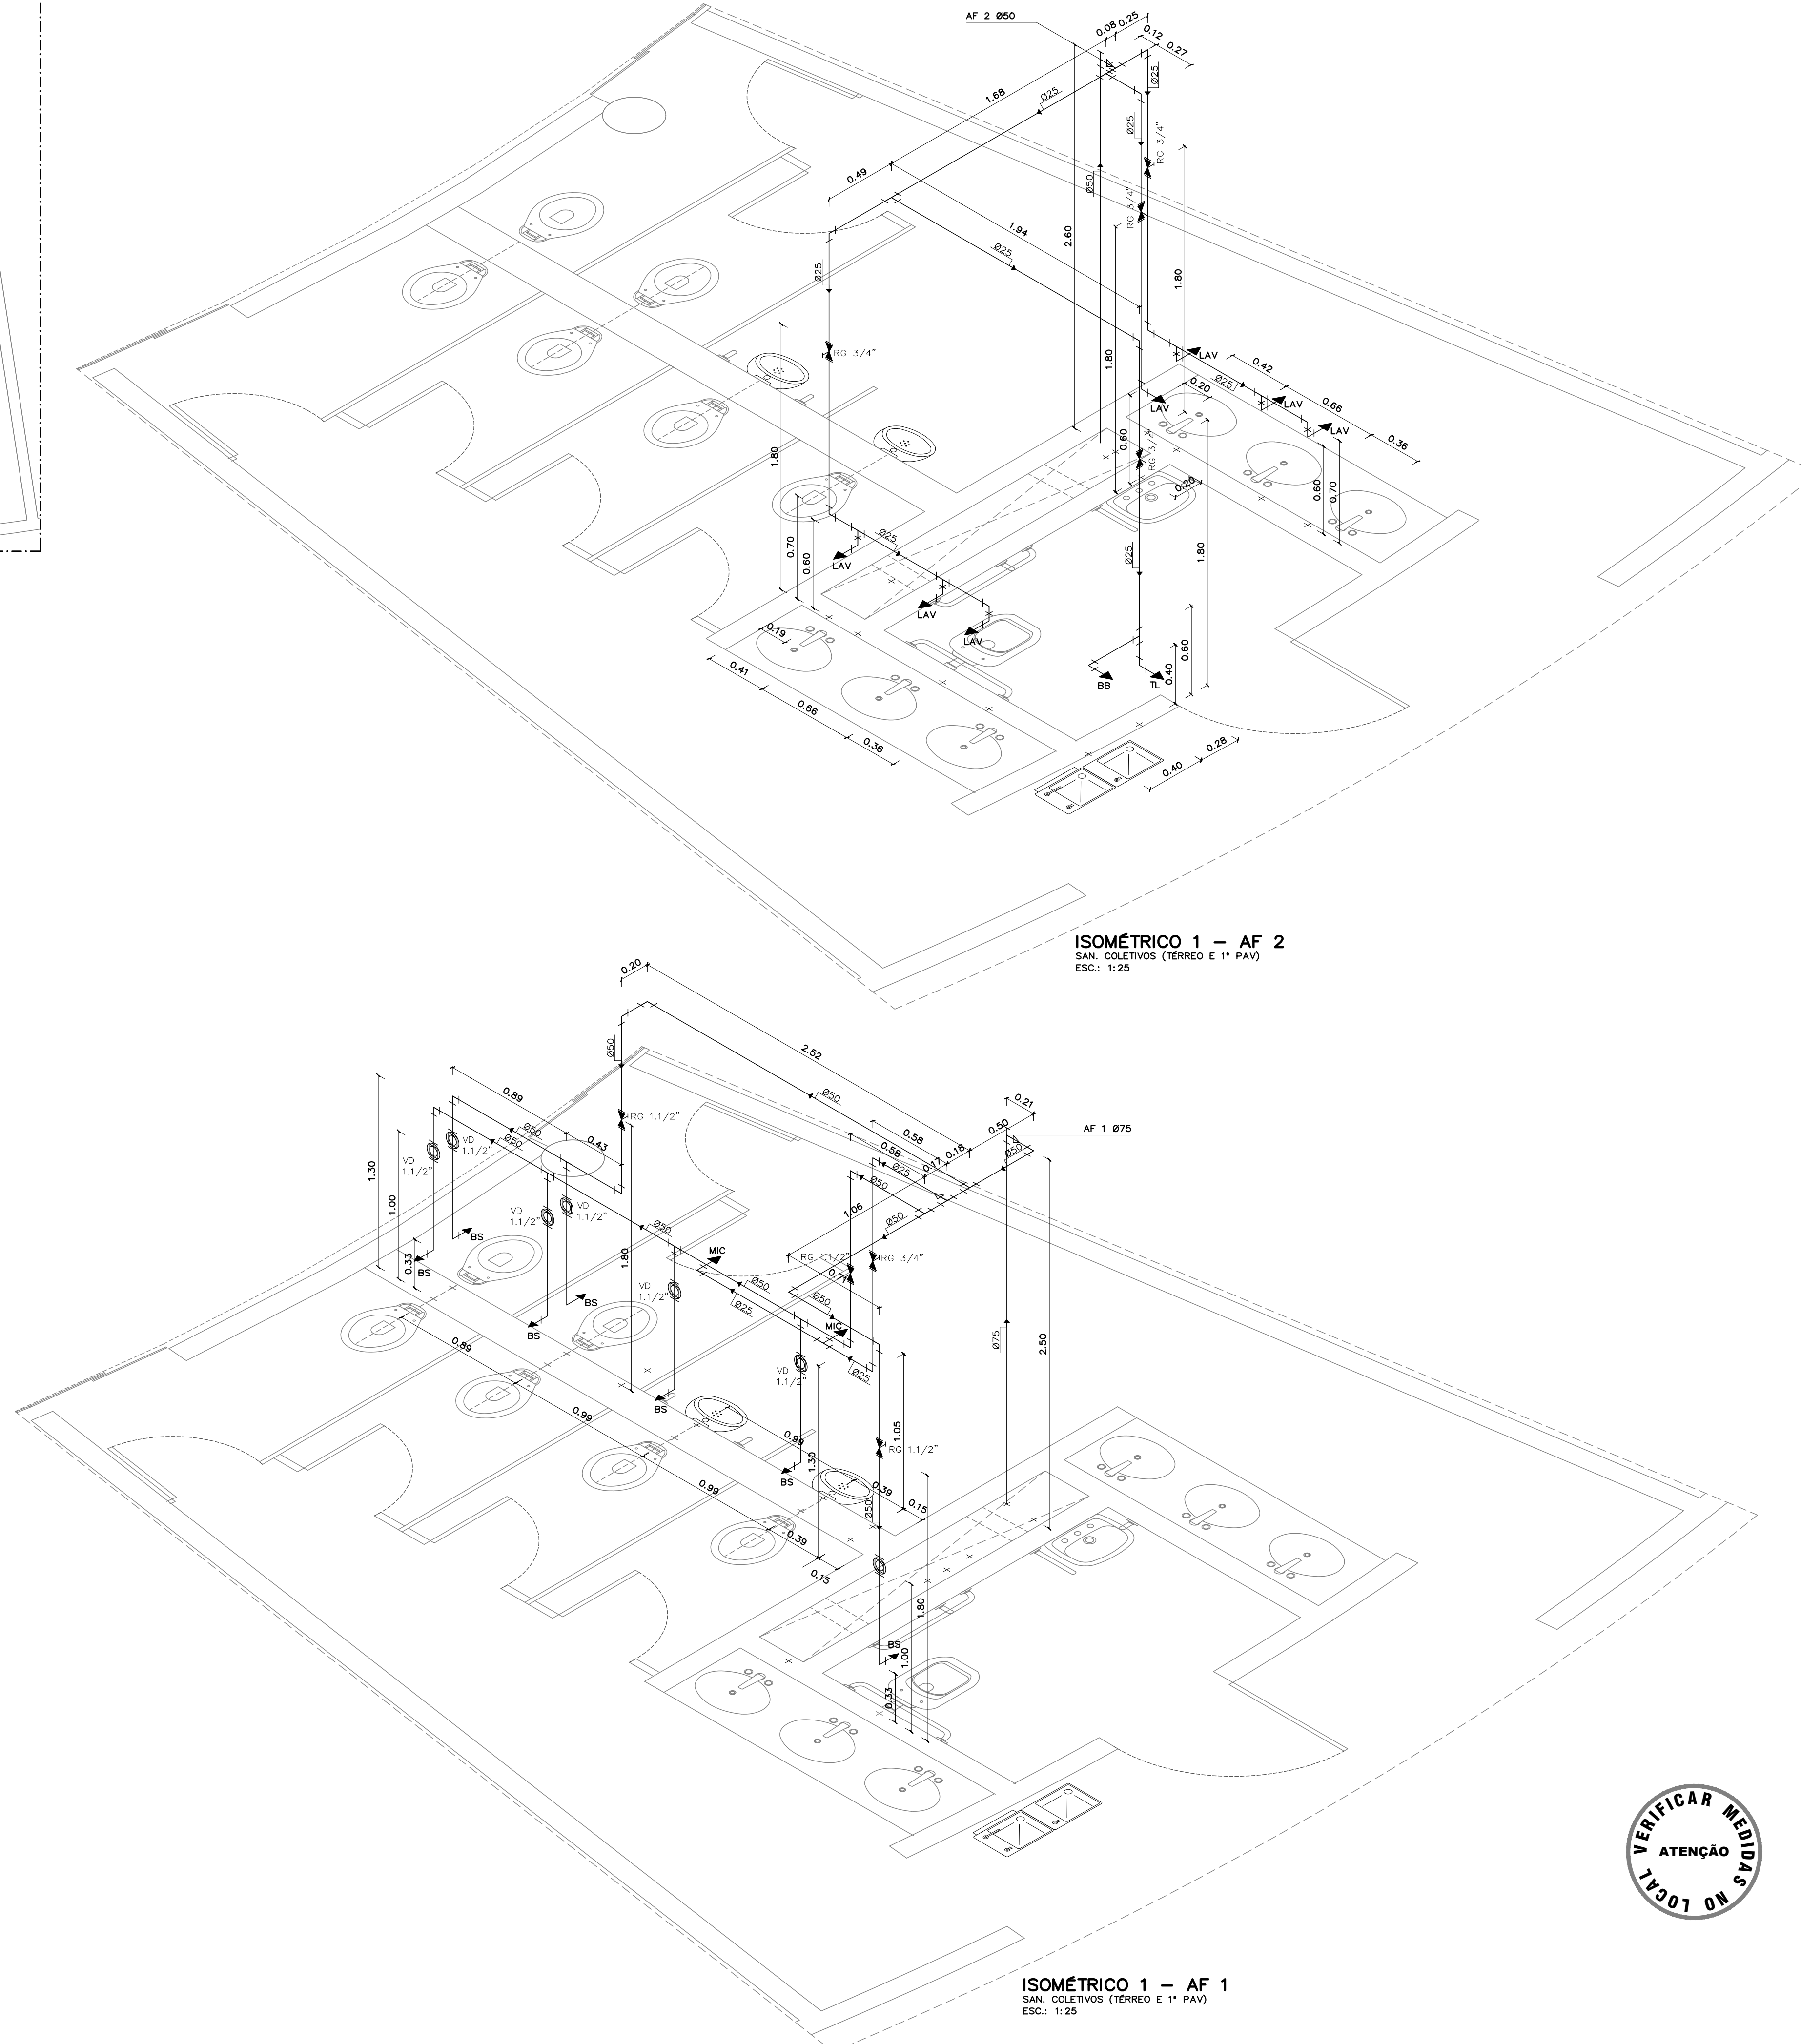 AF 2 Ø50
0.08
0.25
0.12
0.27
Ø25
1.68
Ø25
Ø25
RG 3/4"
0.49
Ø50
RG 3/4"
1.94
2.60
Ø25
Ø25
1.80
RG 3/4"
1.80
LAV
0.42
Ø25
0.20
LAV
0.66
LAV
LAV
0.36
0.60
RG 3/4"
1.80
0.20
0.60
0.70
0.70
0.60
Ø25
LAV
Ø25
1.80
LAV
LAV
0.19
0.60
0.40
0.41
BB
TL
0.66
0.36
0.28
0.40
ISOMÉTRICO 1 – AF 2
SAN. COLETIVOS (TÉRREO E 1° PAV)
ESC.: 1:25
0.20
2.52
Ø50
0.89
Ø50
0.21
RG 1.1/2"
0.50
AF 1 Ø75
0.58
Ø50
Ø50
0.43
0.58
0.18
Ø50
0.17
Ø25
VD
1.1/2"
VD
1.1/2"
1.30
1.00
Ø50
VD
1.1/2"
VD
1.1/2"
1.06
Ø50
Ø50
BS
MIC
1.80
RG 1.1/2"
RG 3/4"
0.33
BS
0.71
VD
1.1/2"
Ø50
Ø25
Ø50
BS
BS
MIC
Ø75
2.50
0.89
VD
1.1/2"
Ø25
BS
0.99
0.99
1.30
1.05
RG 1.1/2"
BS
0.99
0.39
0.15
Ø50
0.39
0.15
1.80
BS
1.00
0.33
VERIFICAR MEDIDAS NO LOCAL
ATENÇÃO
ISOMÉTRICO 1 – AF 1
SAN. COLETIVOS (TÉRREO E 1° PAV)
ESC.: 1:25